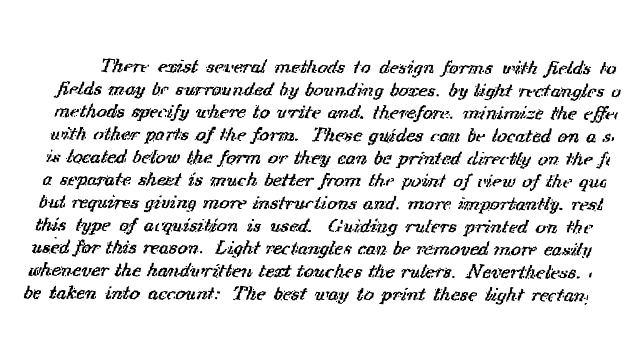 There exist several methods to design forms with fields to
fields may be surrounded by bounding boxes, by light rectangles o
methods specify where to write and, therefore, minimize the effe
with other parts of the form. These guides can be located on a s
is located below the form or they can be printed directly on the f
a separate sheet is much better from the point of view of the qua
but requires giving more instructions and, more importantly, rest
this type of acquisition is used. Guiding rulers printed on the
used for this reason. Light rectangles can be removed more easily
whenever the handwritten text touches the rulers. Nevertheless,
be taken into account: The best way to print these light rectan